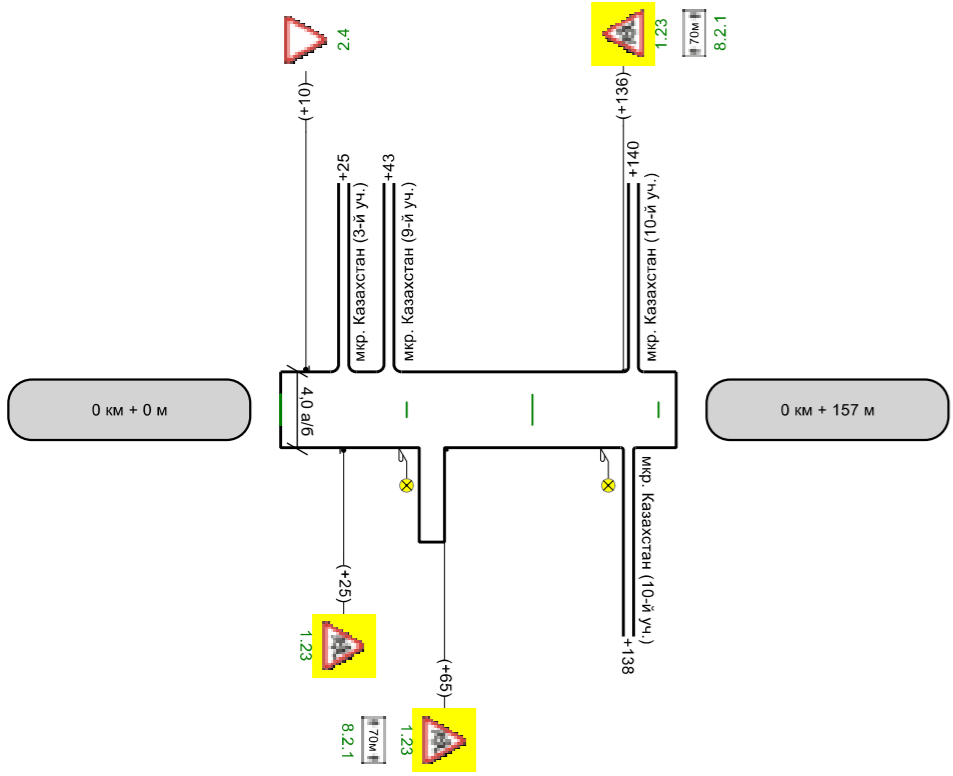 2.4
1.23
70м
8.2.1
(+10)
(+136)
+25
+43
+140
мкр. Казахстан (3-й уч.)
мкр. Казахстан (9-й уч.)
мкр. Казахстан (10-й уч.)
0 км + 0 м
4,0 а/б
0 км + 157 м
мкр. Казахстан (10-й уч.)
+138
(+25)
1.23
(+65)
8.2.1
70м
1.23